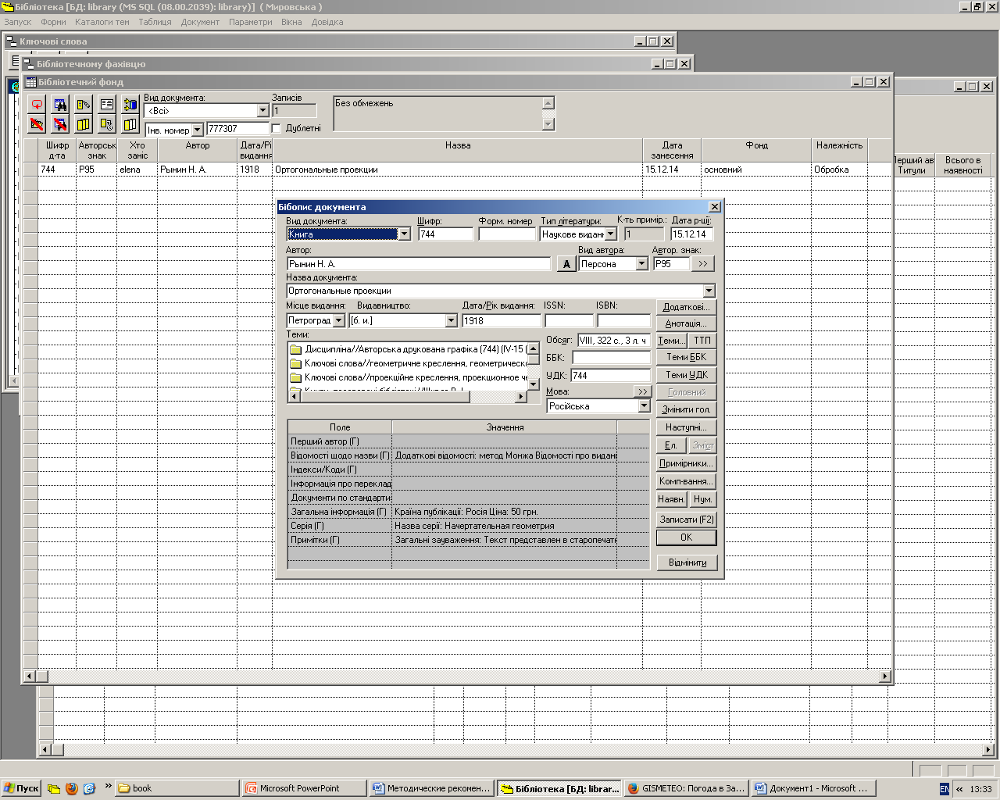 Бібліотека [БД: library (MS SQL (08.00.2039): library)] ( Мировська )
Запуск Форми Каталоги тем Таблиця Документ Параметри Вікна Довідка
Ключові слова
Бібліотечному фахівцю
Бібліотечний фонд
Вид документа: Записів
<Всі> 1 Без обмежень
Інв. номер 777307 Дублетні
Шифр д-та Авторськ знак Хто заніс Автор Дата/Рі видання Назва Дата занесення Фонд Належність
Титули Всього в наявності
744 Р95 elena Рынин Н. А. 1918 Ортогональные проекции 15.12.14 основний Обробка
Бібопис документа
Вид документа: Шифр: Форм. номер Тип літератури: К-ть примір.: Дата р-ції:
Книга 744 Наукове видан 1 15.12.14
Автор: Вид автора: Автор. знак:
Рынин Н. А. А Персона Р95 >>
Назва документа:
Ортогональные проекции
Місце видання: Видавництво: Дата/Рік видання: ISSN: ISBN: Додаткові...
Петроград [б. и.] 1918 Анотація...
Теми:
Дисципліна//Авторська друкована графіка (744) (IV-15 (
Ключові слова//геометричне креслення, геометрическо
Ключові слова//проекційне креслення, проекционное че
Обсяг: VIII, 322 с., 3 л. ч Теми... ТТП
ББК: Теми ББК
УДК: 744 Теми УДК
Мова: >> Головний
Російська Змінити гол.
Поле Значення Наступні...
Перший автор (Г) Ел. Зміст
Відомості щодо назви (Г) Додаткові відомості: метод Монжа Відомості про видан
Індекси/Коди (Г) Примірники...
Інформація про переклад Комп-вання...
Документи по стандарти Наявн. Нум.
Загальна інформація (Г) Країна публікації: Росія Ціна: 50 грн. Записати (F2)
Серія (Г) Назва серії: Начертательная геометрия
Примітки (Г) Загальні зауваження: Текст представлен в старопечат ОК
Відмінити
Пуск book Microsoft PowerPoint Методические рекомен... Бібліотека [БД: librar... GISMETEO: Погода в За... Документ1 - Microsoft ... EN « 13:33